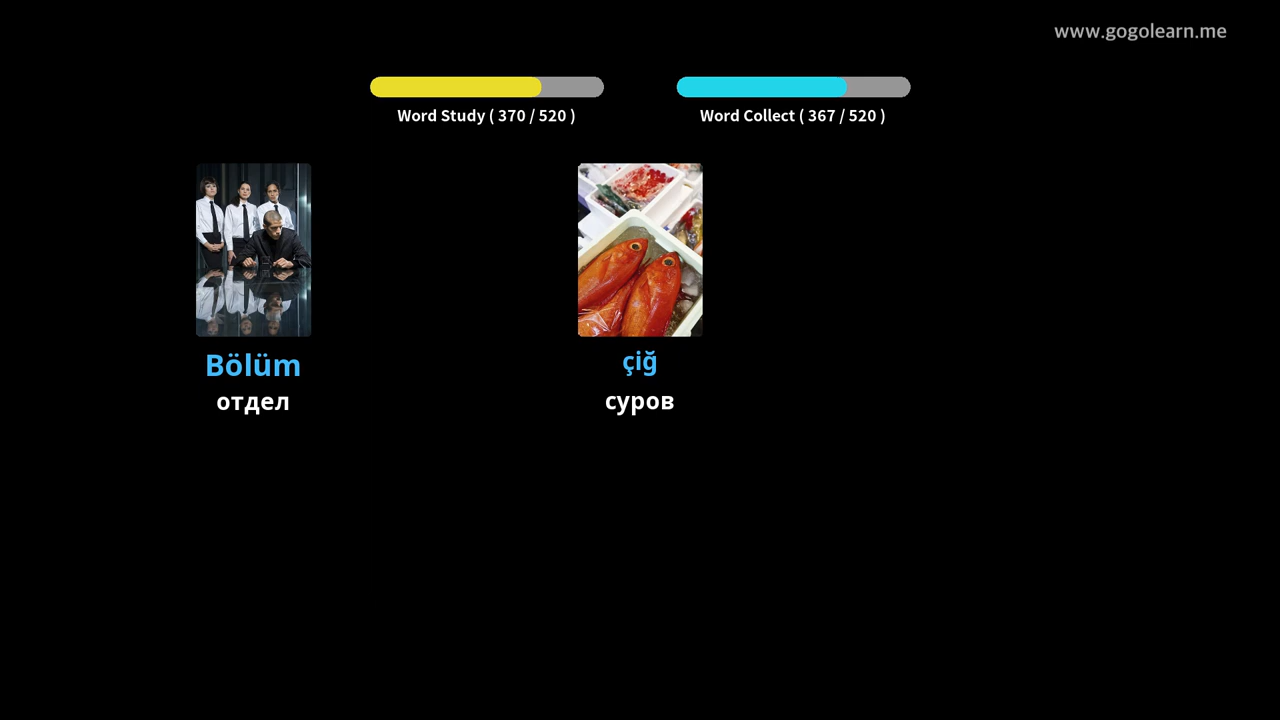 www.gogolearn.me
Word Study ( 370 / 520 )
Word Collect ( 367 / 520 )
Bölüm
отдел
çiğ
суров